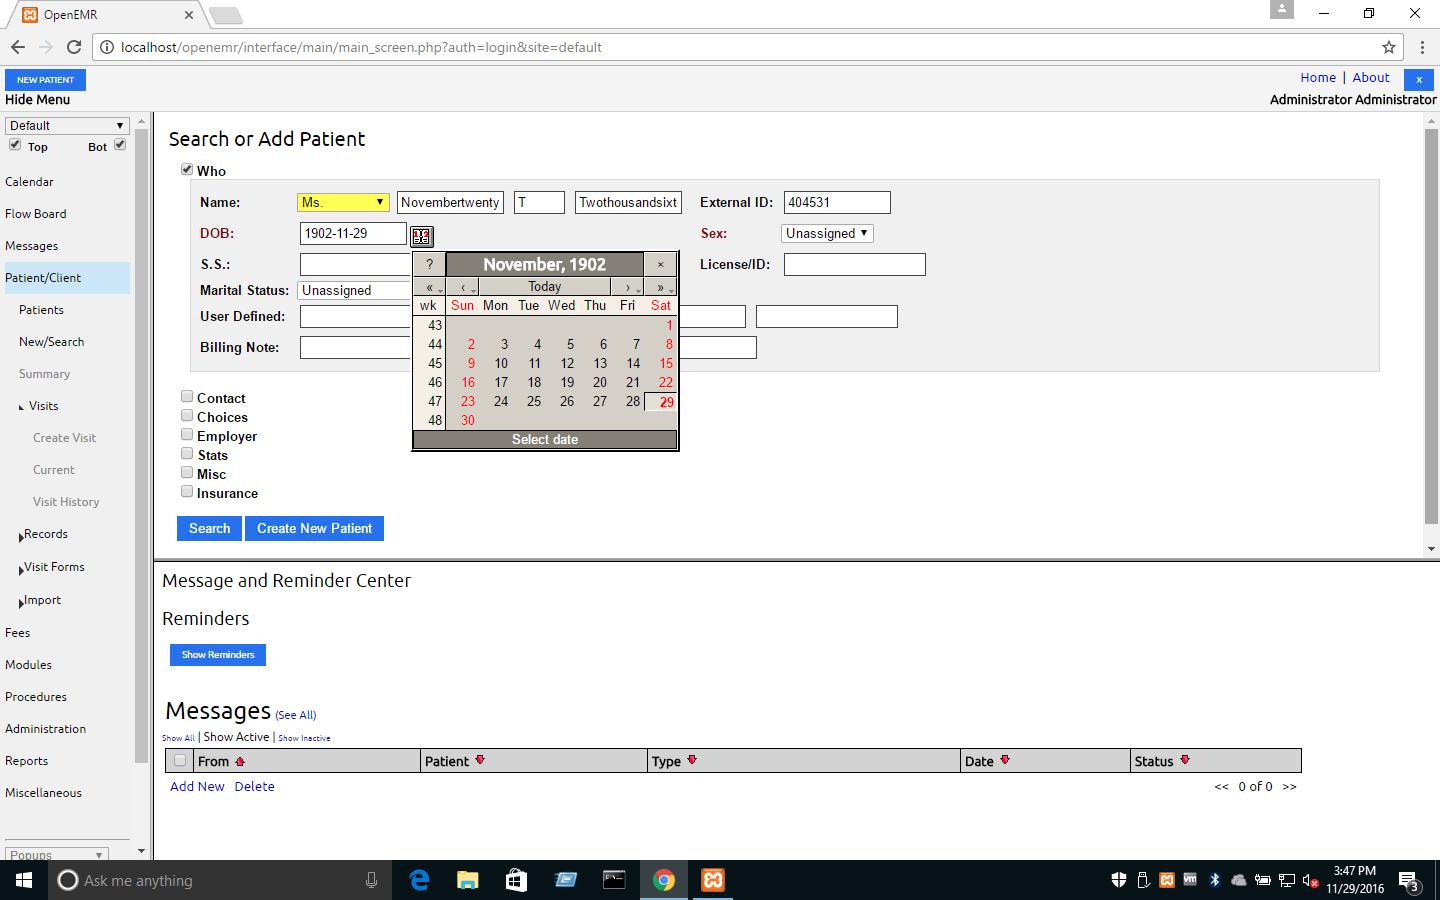 OpenEMR
localhost/openemr/interface/main/main_screen.php?auth=login&site=default
NEW PATIENT
Home | About x
Hide Menu
Administrator Administrator
Default
Top Bot
Calendar
Flow Board
Messages
Patient/Client
Patients
New/Search
Summary
Visits
Create Visit
Current
Visit History
Records
Visit Forms
Import
Fees
Modules
Procedures
Administration
Reports
Miscellaneous
Popups
Search or Add Patient
Who
Name: Ms. Novembertwenty T Twothousandsixt External ID: 404531
DOB: 1902-11-29 Sex: Unassigned
S.S.: License/ID:
Marital Status: Unassigned
User Defined:
Billing Note:
? November, 1902 ×
« ‹ Today › »
wk Sun Mon Tue Wed Thu Fri Sat
43 1
44 2 3 4 5 6 7 8
45 9 10 11 12 13 14 15
46 16 17 18 19 20 21 22
47 23 24 25 26 27 28 29
48 30
Select date
Contact
Choices
Employer
Stats
Misc
Insurance
Search Create New Patient
Message and Reminder Center
Reminders
Show Reminders
Messages (See All)
Show All | Show Active | Show Inactive
From Patient Type Date Status
Add New Delete << 0 of 0 >>
Ask me anything
3:47 PM
11/29/2016
3